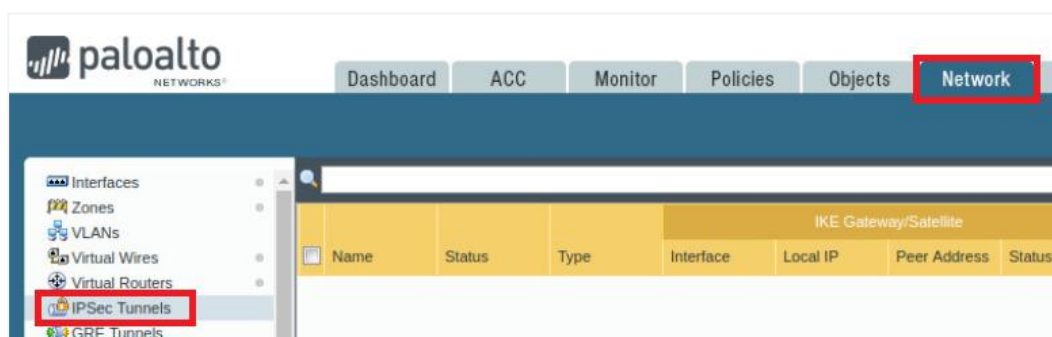 paloalto
NETWORKS®
Dashboard ACC Monitor Policies Objects Network
Interfaces
Zones
VLANs
Virtual Wires
Virtual Routers
IPSec Tunnels
GRE Tunnels
IKE Gateway/Satellite
Name Status Type Interface Local IP Peer Address Status